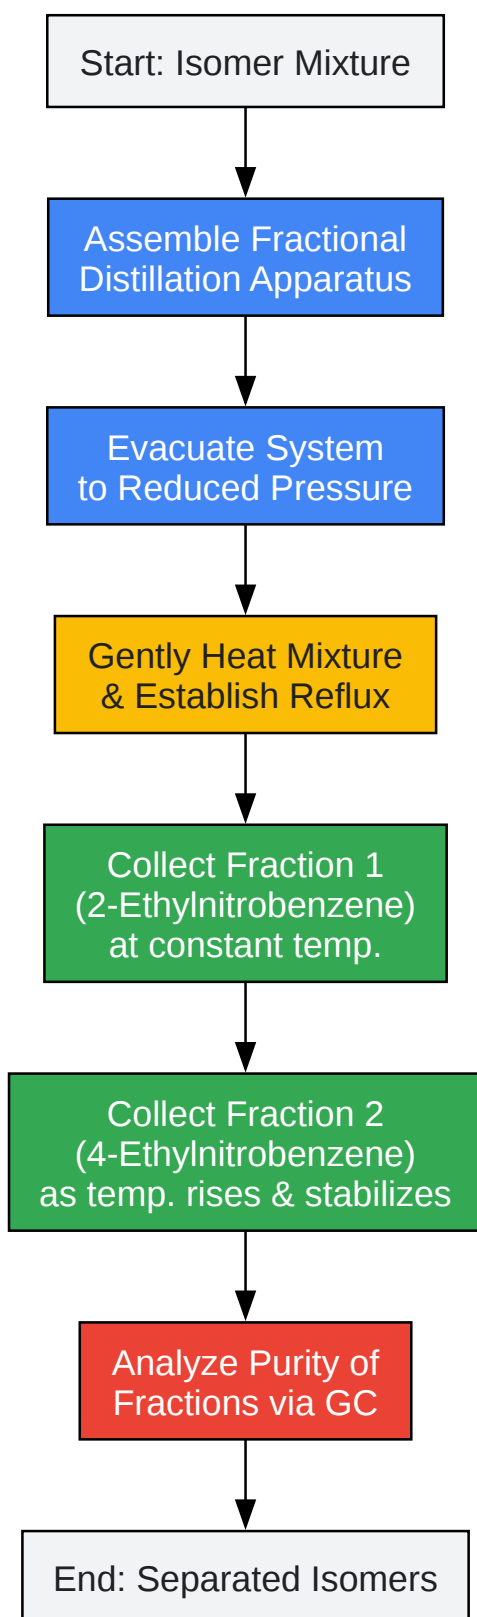 Start: Isomer Mixture
Assemble Fractional
Distillation Apparatus
Evacuate System
to Reduced Pressure
Gently Heat Mixture
& Establish Reflux
Collect Fraction 1
(2-Ethylnitrobenzene)
at constant temp.
Collect Fraction 2
(4-Ethylnitrobenzene)
as temp. rises & stabilizes
Analyze Purity of
Fractions via GC
End: Separated Isomers